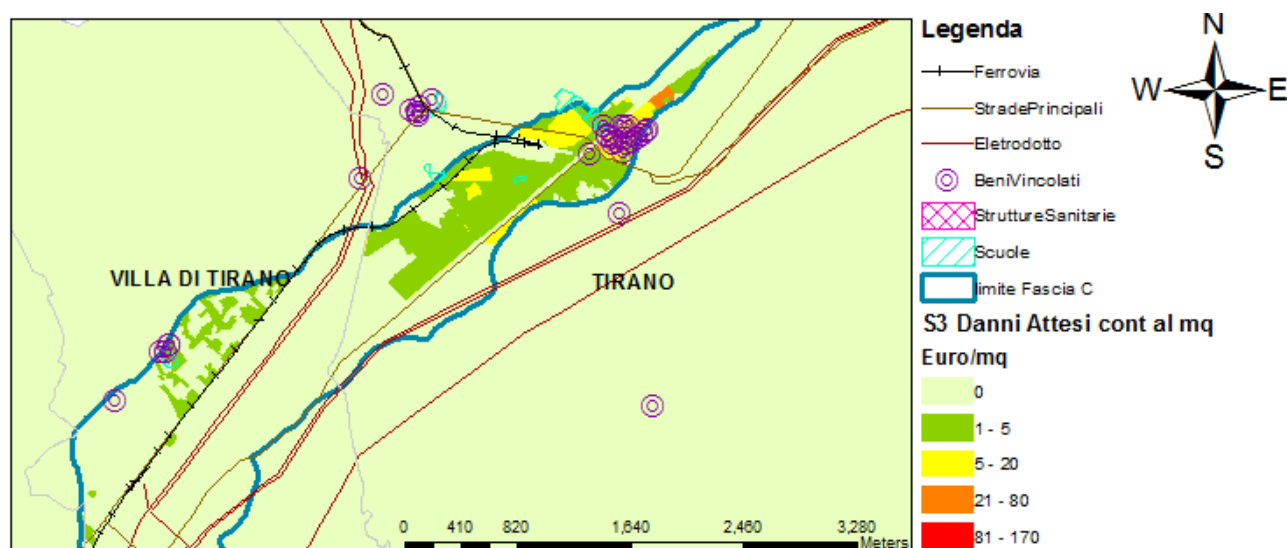 VILLA DI TIRANO
TIRANO
0 410 820 1,640 2,460 3,280
Meters
Legenda
Ferrovia
StradePrincipali
Eletrodotto
BeniVincolati
StruttureSanitarie
Scuole
limite Fascia C
S3 Danni Attesi cont al mq
Euro/mq
0
1 - 5
5 - 20
21 - 80
81 - 170
N
W E
S